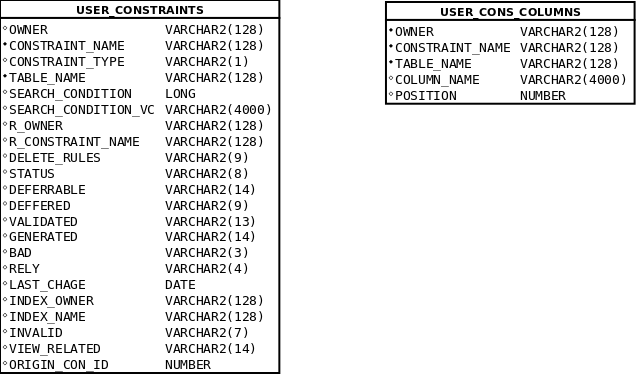 USER_CONSTRAINTS
OWNER VARCHAR2(128)
CONSTRAINT_NAME VARCHAR2(128)
CONSTRAINT_TYPE VARCHAR2(1)
TABLE_NAME VARCHAR2(128)
SEARCH_CONDITION LONG
SEARCH_CONDITION_VC VARCHAR2(4000)
R_OWNER VARCHAR2(128)
R_CONSTRAINT_NAME VARCHAR2(128)
DELETE_RULES VARCHAR2(9)
STATUS VARCHAR2(8)
DEFERRABLE VARCHAR2(14)
DEFFERED VARCHAR2(9)
VALIDATED VARCHAR2(13)
GENERATED VARCHAR2(14)
BAD VARCHAR2(3)
RELY VARCHAR2(4)
LAST_CHAGE DATE
INDEX_OWNER VARCHAR2(128)
INDEX_NAME VARCHAR2(128)
INVALID VARCHAR2(7)
VIEW_RELATED VARCHAR2(14)
ORIGIN_CON_ID NUMBER
USER_CONS_COLUMNS
OWNER VARCHAR2(128)
CONSTRAINT_NAME VARCHAR2(128)
TABLE_NAME VARCHAR2(128)
COLUMN_NAME VARCHAR2(4000)
POSITION NUMBER